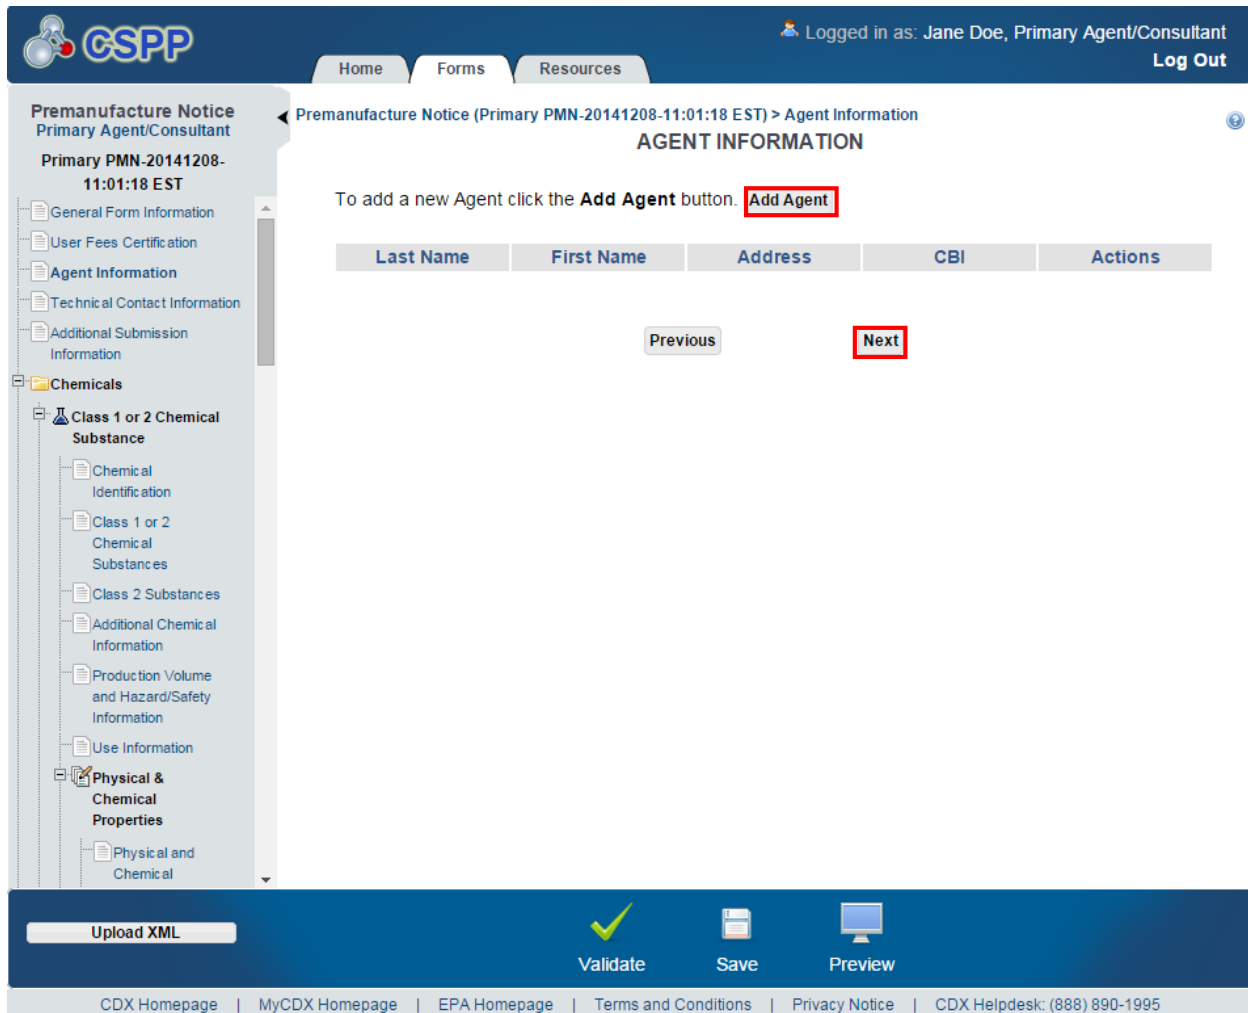 CSPP
Logged in as: Jane Doe, Primary Agent/Consultant
Log Out
Home
Forms
Resources
Premanufacture Notice
Primary Agent/Consultant
Primary PMN-20141208-
11:01:18 EST
General Form Information
User Fees Certification
Agent Information
Technical Contact Information
Additional Submission
Information
Chemicals
Class 1 or 2 Chemical
Substance
Chemical
Identification
Class 1 or 2
Chemical
Substances
Class 2 Substances
Additional Chemical
Information
Production Volume
and Hazard/Safety
Information
Use Information
Physical &
Chemical
Properties
Physical and
Chemical
Premanufacture Notice (Primary PMN-20141208-11:01:18 EST) > Agent Information
AGENT INFORMATION
To add a new Agent click the Add Agent button. Add Agent
Last Name First Name Address CBI Actions
Previous Next
Upload XML
Validate Save Preview
CDX Homepage | MyCDX Homepage | EPA Homepage | Terms and Conditions | Privacy Notice | CDX Helpdesk: (888) 890-1995